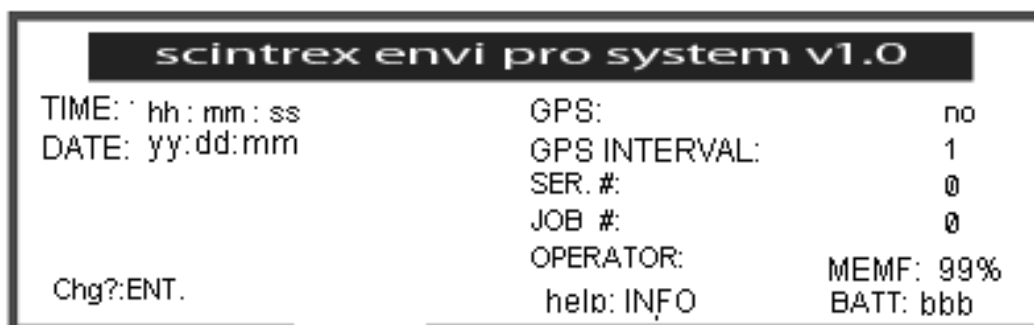 scintrex envi pro system v1.0
TIME: hh : mm : ss
DATE: yy:dd:mm
Chg?:ENT.
GPS: no
GPS INTERVAL: 1
SER. #: 0
JOB #: 0
OPERATOR:
MEMF: 99%
help: INFO
BATT: bbb